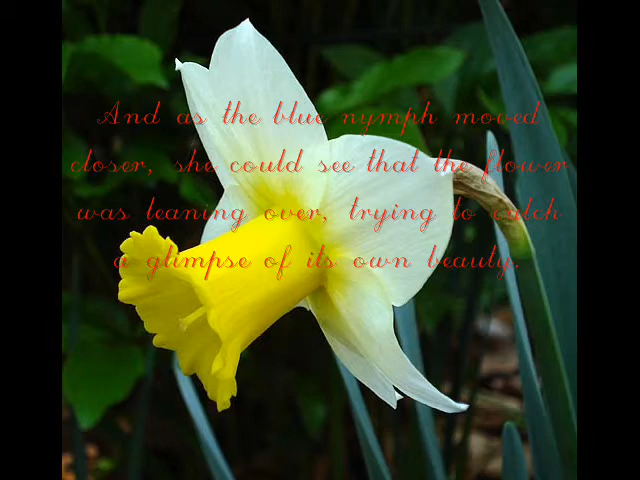 And as the blue nymph moved
closer, she could see that the flower
was leaning over, trying to catch
a glimpse of its own beauty.